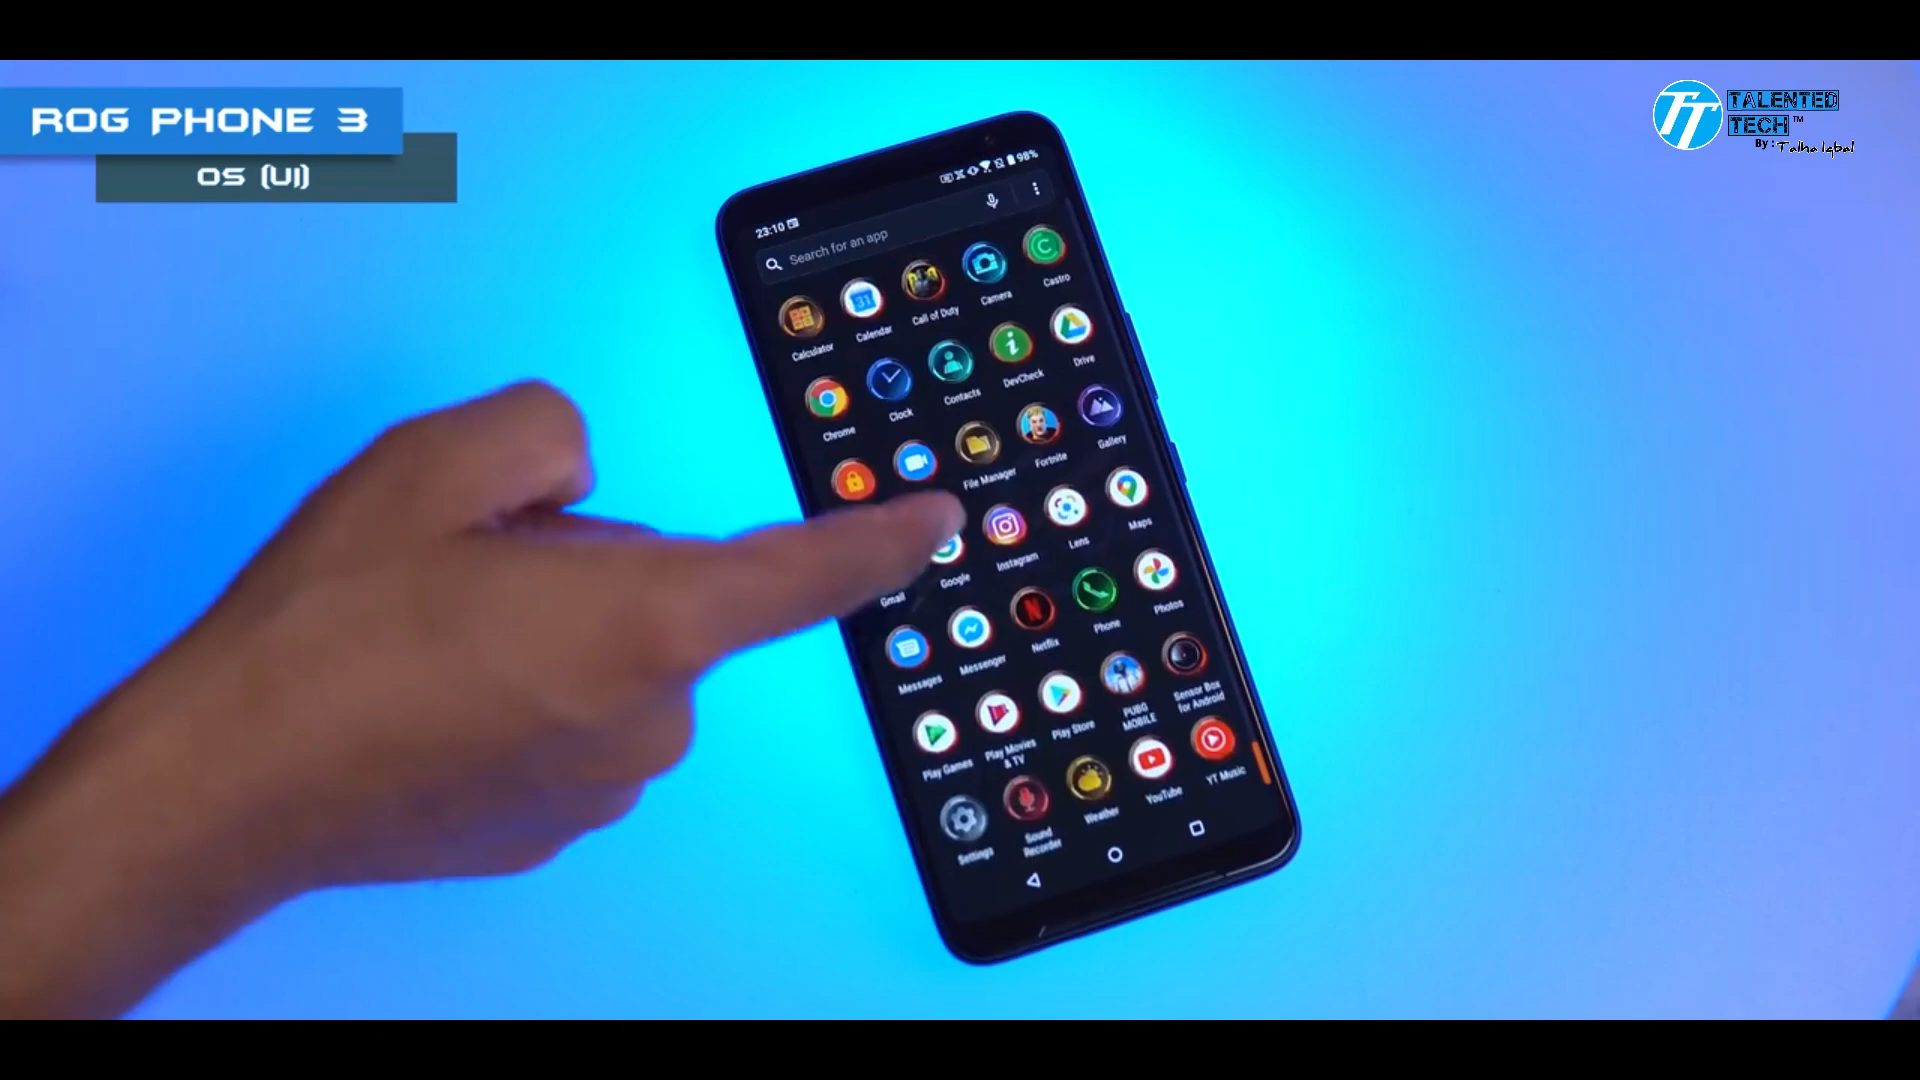 ROG PHONE 3
OS (UI)
TALENTED
TECH™
By : Talha Iqbal
23:10
98%
Search for an app
Calculator
Calendar
31
Call of Duty
Camera
Castro
Chrome
Clock
Contacts
DevCheck
Drive
File Manager
Fortnite
Gallery
Gmail
Google
Instagram
Lens
Maps
Messages
Messenger
Netflix
Phone
Photos
Play Games
Play Movies
& TV
Play Store
PUBG
MOBILE
Sensor Box
for Android
Settings
Sound
Recorder
Weather
YouTube
YT Music